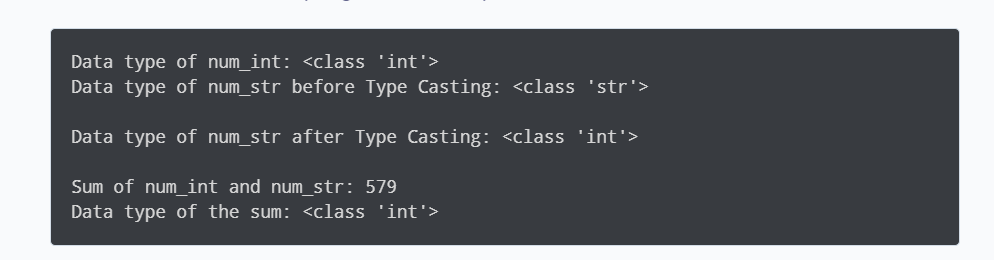 Data type of num_int: <class 'int'>
Data type of num_str before Type Casting: <class 'str'>
Data type of num_str after Type Casting: <class 'int'>
Sum of num_int and num_str: 579
Data type of the sum: <class 'int'>